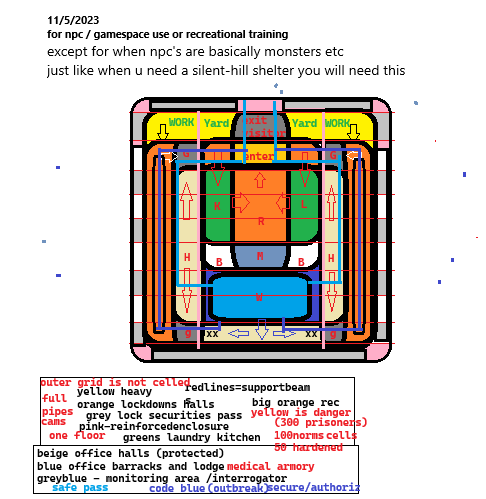 11/5/2023
for npc / gamespace use or recreational training
except for when npc's are basically monsters etc
just like when u need a silent-hill shelter you will need this
WORK Yard exit Yard WORK
visitor
G enter G
K L
R
H B M B H
W
g xx xx g
outer grid is not celled
yellow heavy redlines=supportbeams
full orange lockdowns halls big orange rec
pipes grey lock securities pass yellow is danger
cams pink-reinforcedenclosure (300 prisoners)
one floor greens laundry kitchen 100norms cells
50 hardened
beige office halls (protected)
blue office barracks and lodge medical armory
greyblue - monitoring area /interrogator
safe pass code blue(outbreak) secure/authoriz